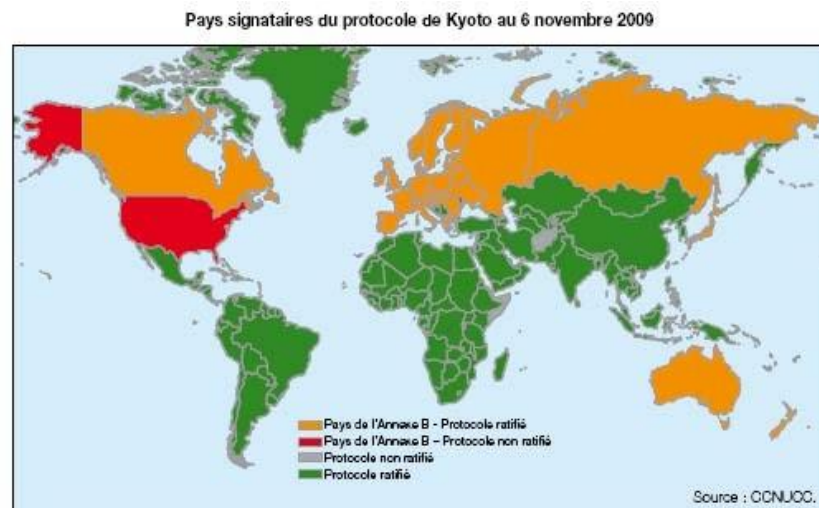 Pays signataires du protocole de Kyoto au 6 novembre 2009
Pays de l'Annexe B - Protocole ratifié
Pays de l'Annexe B – Protocole non ratifié
Protocole non ratifié
Protocole ratifié
Source : CCNUCC.